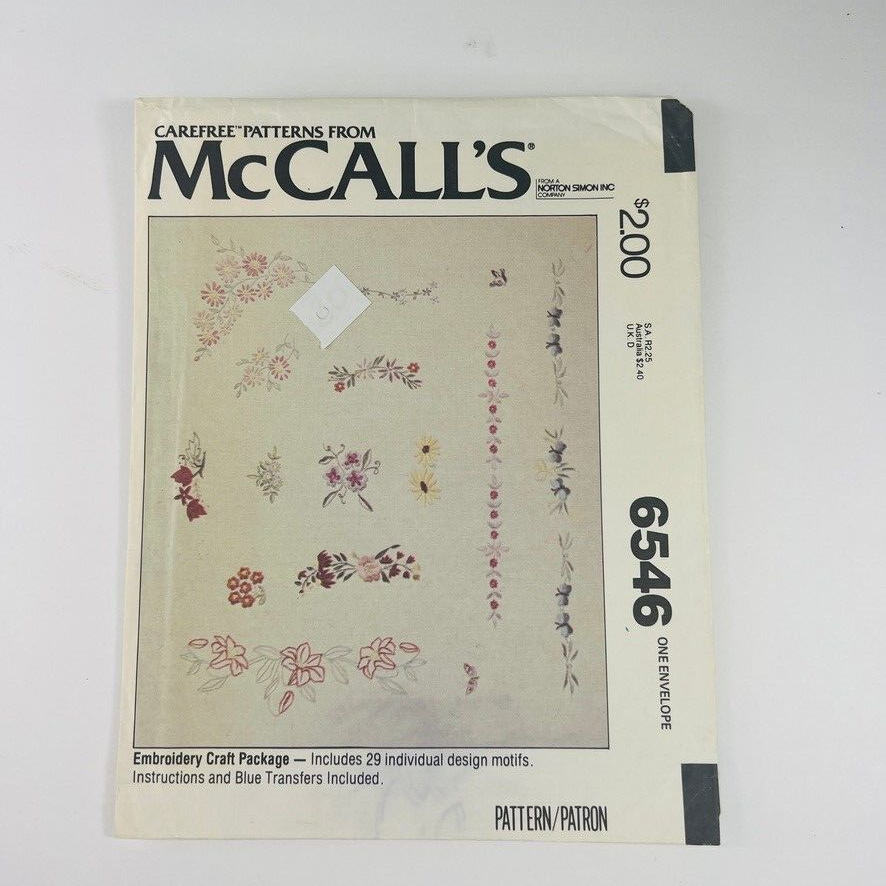 CAREFREE™ PATTERNS FROM
McCALL'S®
FROM A
NORTON SIMON INC
COMPANY
$2.00
S.A. R2.25
Australia $2.40
U.K. D
6546
ONE ENVELOPE
Embroidery Craft Package — Includes 29 individual design motifs.
Instructions and Blue Transfers Included.
PATTERN/PATRON